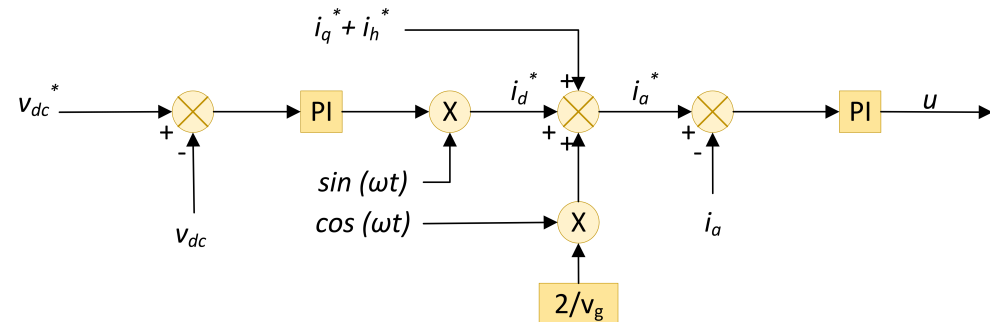 i_q^* + i_h^*
v_dc^* + - PI X i_d^* + + + i_a^* + - PI u
sin (ωt)
cos (ωt) X
v_dc i_a
2/v_g